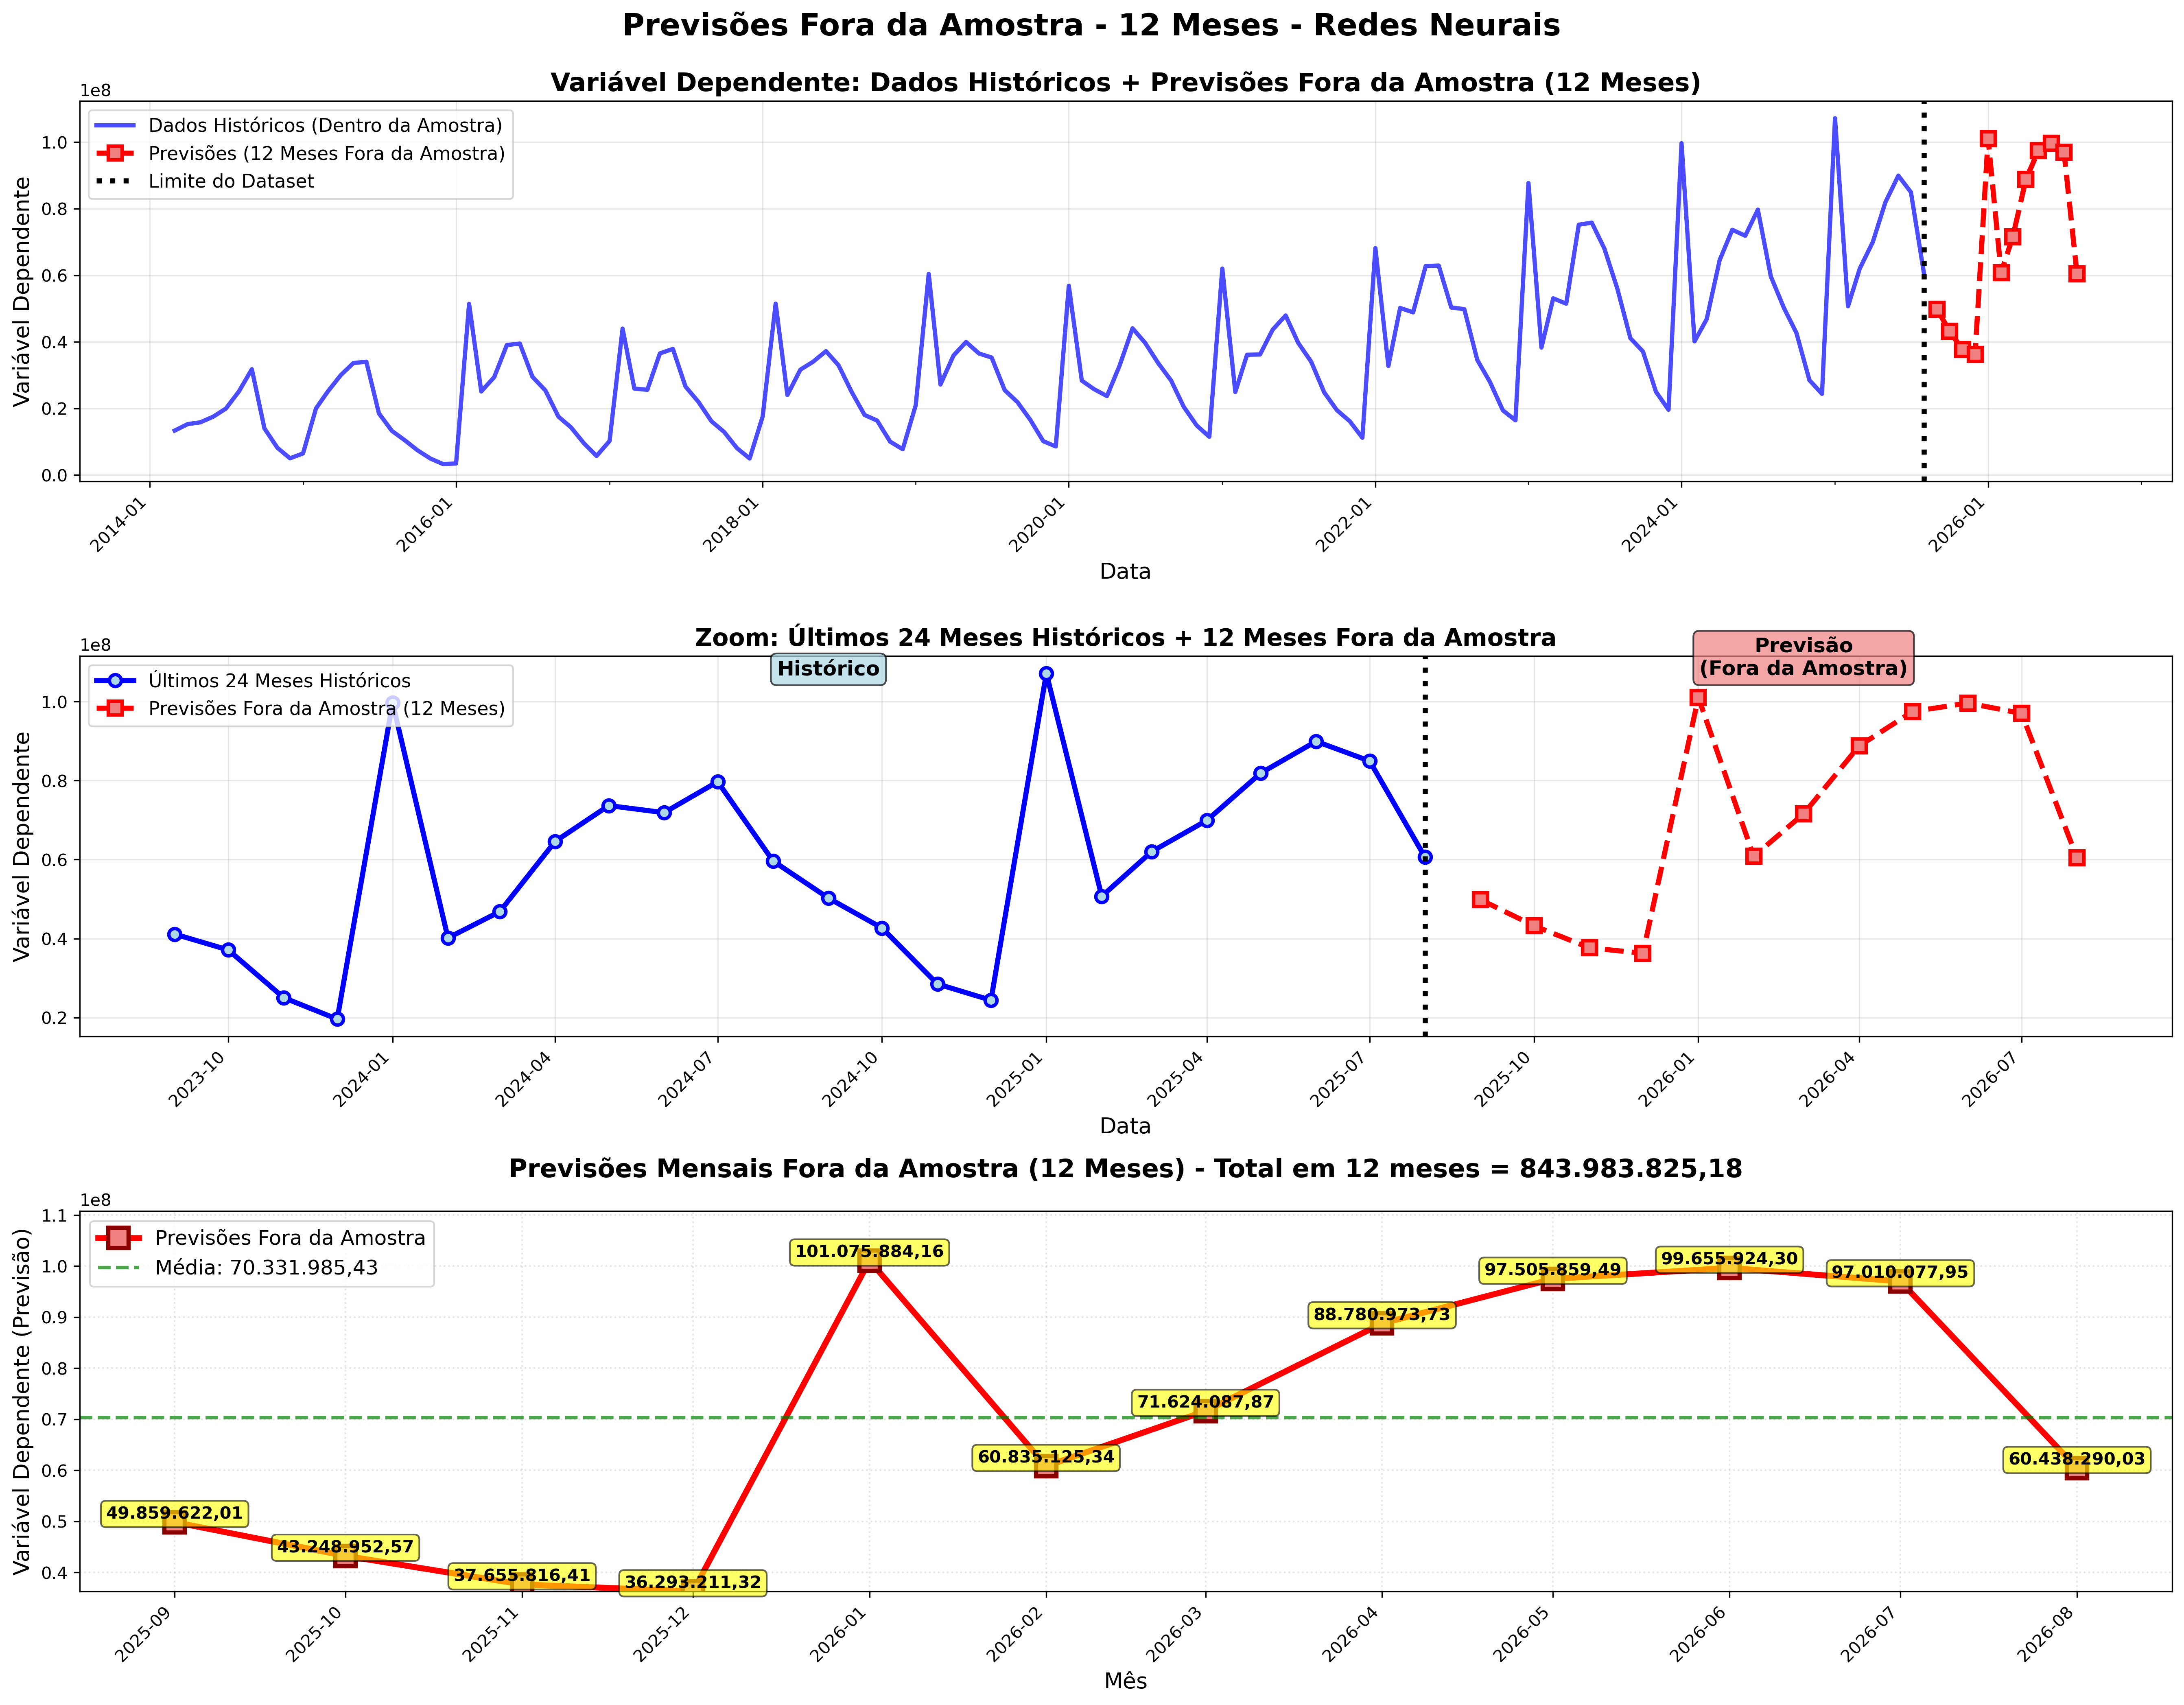 Previsões Fora da Amostra - 12 Meses - Redes Neurais
Variável Dependente: Dados Históricos + Previsões Fora da Amostra (12 Meses)
1e8
Dados Históricos (Dentro da Amostra)
Previsões (12 Meses Fora da Amostra)
Limite do Dataset
Variável Dependente
1.0
0.8
0.6
0.4
0.2
0.0
2014-01
2016-01
2018-01
2020-01
2022-01
2024-01
2026-01
Data
Zoom: Últimos 24 Meses Históricos + 12 Meses Fora da Amostra
1e8
Histórico
Previsão
(Fora da Amostra)
Últimos 24 Meses Históricos
Previsões Fora da Amostra (12 Meses)
Variável Dependente
1.0
0.8
0.6
0.4
0.2
2023-10
2024-01
2024-04
2024-07
2024-10
2025-01
2025-04
2025-07
2025-10
2026-01
2026-04
2026-07
Data
Previsões Mensais Fora da Amostra (12 Meses) - Total em 12 meses = 843.983.825,18
1e8
Previsões Fora da Amostra
Média: 70.331.985,43
Variável Dependente (Previsão)
1.1
1.0
0.9
0.8
0.7
0.6
0.5
0.4
49.859.622,01
43.248.952,57
37.655.816,41
36.293.211,32
101.075.884,16
60.835.125,34
71.624.087,87
88.780.973,73
97.505.859,49
99.655.924,30
97.010.077,95
60.438.290,03
2025-09
2025-10
2025-11
2025-12
2026-01
2026-02
2026-03
2026-04
2026-05
2026-06
2026-07
2026-08
Mês